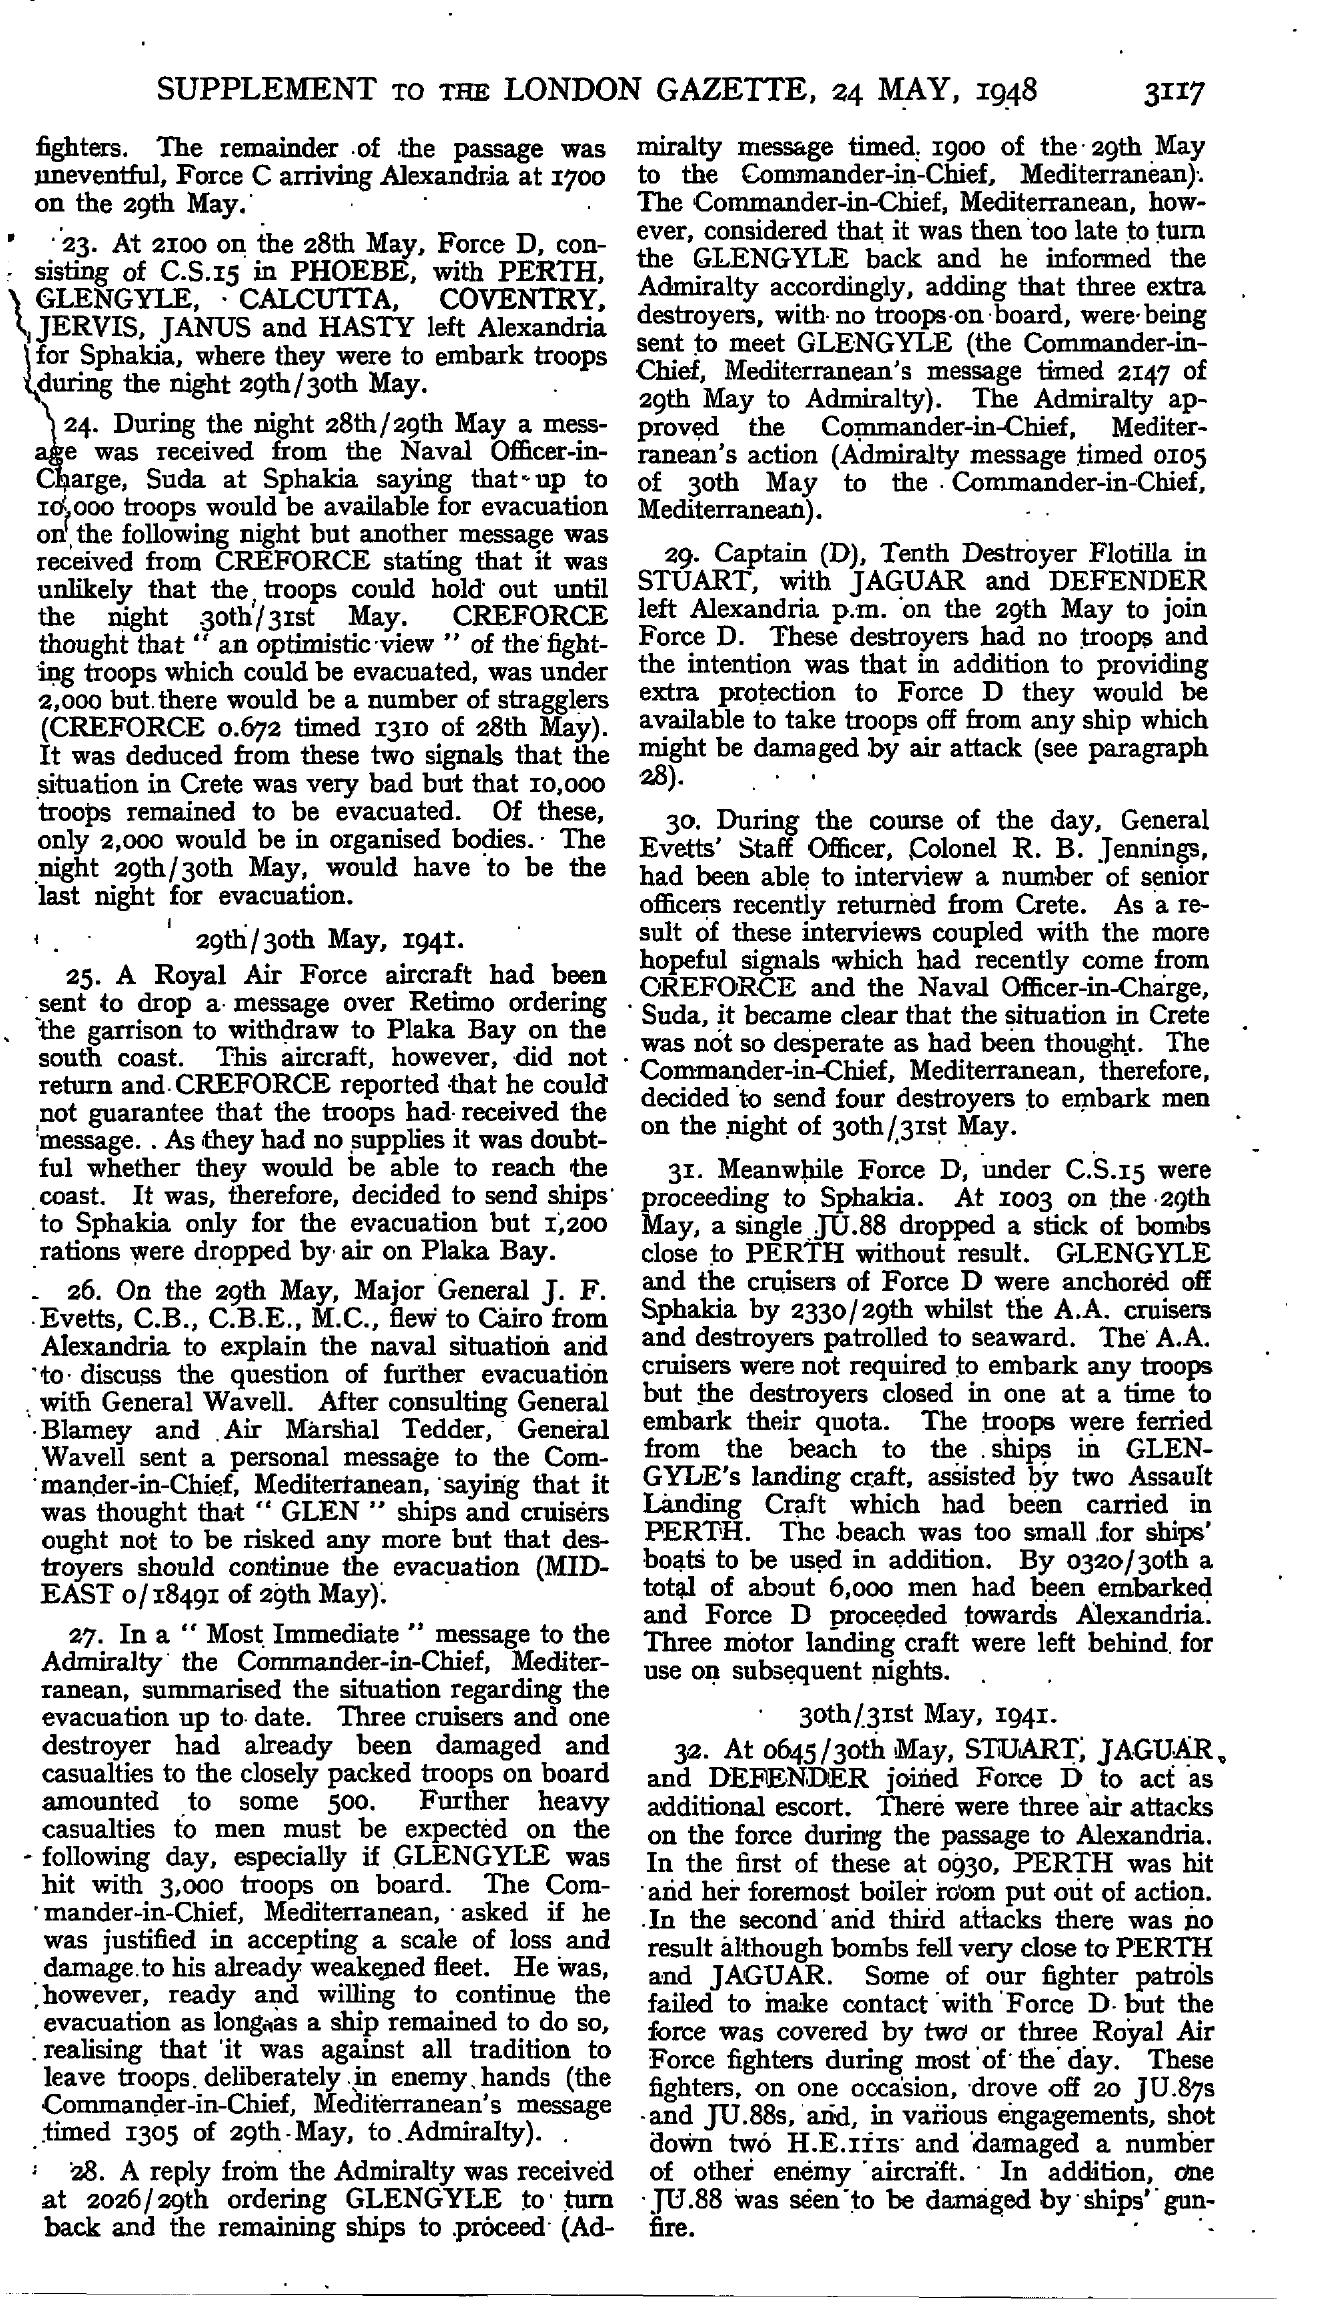 SUPPLEMENT TO THE LONDON GAZETTE, 24 MAY, 1948 3117
fighters. The remainder of the passage was
uneventful, Force C arriving Alexandria at 1700
on the 29th May.
23. At 2100 on the 28th May, Force D, con-
sisting of C.S.15 in PHOEBE, with PERTH,
GLENGYLE, CALCUTTA, COVENTRY,
JERVIS, JANUS and HASTY left Alexandria
for Sphakia, where they were to embark troops
during the night 29th/30th May.
24. During the night 28th/29th May a mess-
age was received from the Naval Officer-in-
Charge, Suda at Sphakia saying that up to
10,000 troops would be available for evacuation
on the following night but another message was
received from CREFORCE stating that it was
unlikely that the troops could hold out until
the night 30th/31st May. CREFORCE
thought that " an optimistic view " of the fight-
ing troops which could be evacuated, was under
2,000 but there would be a number of stragglers
(CREFORCE 0.672 timed 1310 of 28th May).
It was deduced from these two signals that the
situation in Crete was very bad but that 10,000
troops remained to be evacuated. Of these,
only 2,000 would be in organised bodies. The
night 29th/30th May, would have to be the
last night for evacuation.
29th/30th May, 1941.
25. A Royal Air Force aircraft had been
sent to drop a message over Retimo ordering
the garrison to withdraw to Plaka Bay on the
south coast. This aircraft, however, did not
return and CREFORCE reported that he could
not guarantee that the troops had received the
message. As they had no supplies it was doubt-
ful whether they would be able to reach the
coast. It was, therefore, decided to send ships
to Sphakia only for the evacuation but 1,200
rations were dropped by air on Plaka Bay.
26. On the 29th May, Major General J. F.
Evetts, C.B., C.B.E., M.C., flew to Cairo from
Alexandria to explain the naval situation and
to discuss the question of further evacuation
with General Wavell. After consulting General
Blamey and Air Marshal Tedder, General
Wavell sent a personal message to the Com-
mander-in-Chief, Mediterranean, saying that it
was thought that " GLEN " ships and cruisers
ought not to be risked any more but that des-
troyers should continue the evacuation (MID-
EAST 0/18491 of 29th May).
27. In a " Most Immediate " message to the
Admiralty the Commander-in-Chief, Mediter-
ranean, summarised the situation regarding the
evacuation up to date. Three cruisers and one
destroyer had already been damaged and
casualties to the closely packed troops on board
amounted to some 500. Further heavy
casualties to men must be expected on the
following day, especially if GLENGYLE was
hit with 3,000 troops on board. The Com-
mander-in-Chief, Mediterranean, asked if he
was justified in accepting a scale of loss and
damage to his already weakened fleet. He was,
however, ready and willing to continue the
evacuation as long as a ship remained to do so,
realising that it was against all tradition to
leave troops deliberately in enemy hands (the
Commander-in-Chief, Mediterranean's message
timed 1305 of 29th May, to Admiralty).
28. A reply from the Admiralty was received
at 2026/29th ordering GLENGYLE to turn
back and the remaining ships to proceed (Ad-
miralty message timed 1900 of the 29th May
to the Commander-in-Chief, Mediterranean).
The Commander-in-Chief, Mediterranean, how-
ever, considered that it was then too late to turn
the GLENGYLE back and he informed the
Admiralty accordingly, adding that three extra
destroyers, with no troops on board, were being
sent to meet GLENGYLE (the Commander-in-
Chief, Mediterranean's message timed 2147 of
29th May to Admiralty). The Admiralty ap-
proved the Commander-in-Chief, Mediter-
ranean's action (Admiralty message timed 0105
of 30th May to the Commander-in-Chief,
Mediterranean).
29. Captain (D), Tenth Destroyer Flotilla in
STUART, with JAGUAR and DEFENDER
left Alexandria p.m. on the 29th May to join
Force D. These destroyers had no troops and
the intention was that in addition to providing
extra protection to Force D they would be
available to take troops off from any ship which
might be damaged by air attack (see paragraph
28).
30. During the course of the day, General
Evetts' Staff Officer, Colonel R. B. Jennings,
had been able to interview a number of senior
officers recently returned from Crete. As a re-
sult of these interviews coupled with the more
hopeful signals which had recently come from
CREFORCE and the Naval Officer-in-Charge,
Suda, it became clear that the situation in Crete
was not so desperate as had been thought. The
Commander-in-Chief, Mediterranean, therefore,
decided to send four destroyers to embark men
on the night of 30th/31st May.
31. Meanwhile Force D, under C.S.15 were
proceeding to Sphakia. At 1003 on the 29th
May, a single JU.88 dropped a stick of bombs
close to PERTH without result. GLENGYLE
and the cruisers of Force D were anchored off
Sphakia by 2330/29th whilst the A.A. cruisers
and destroyers patrolled to seaward. The A.A.
cruisers were not required to embark any troops
but the destroyers closed in one at a time to
embark their quota. The troops were ferried
from the beach to the ships in GLEN-
GYLE's landing craft, assisted by two Assault
Landing Craft which had been carried in
PERTH. The beach was too small for ships'
boats to be used in addition. By 0320/30th a
total of about 6,000 men had been embarked
and Force D proceeded towards Alexandria.
Three motor landing craft were left behind for
use on subsequent nights.
30th/31st May, 1941.
32. At 0645/30th May, STUART, JAGUAR,
and DEFENDER joined Force D to act as
additional escort. There were three air attacks
on the force during the passage to Alexandria.
In the first of these at 0930, PERTH was hit
and her foremost boiler room put out of action.
In the second and third attacks there was no
result although bombs fell very close to PERTH
and JAGUAR. Some of our fighter patrols
failed to make contact with Force D but the
force was covered by two or three Royal Air
Force fighters during most of the day. These
fighters, on one occasion, drove off 20 JU.87s
and JU.88s, and, in various engagements, shot
down two H.E.111s and damaged a number
of other enemy aircraft. In addition, one
JU.88 was seen to be damaged by ships' gun-
fire.